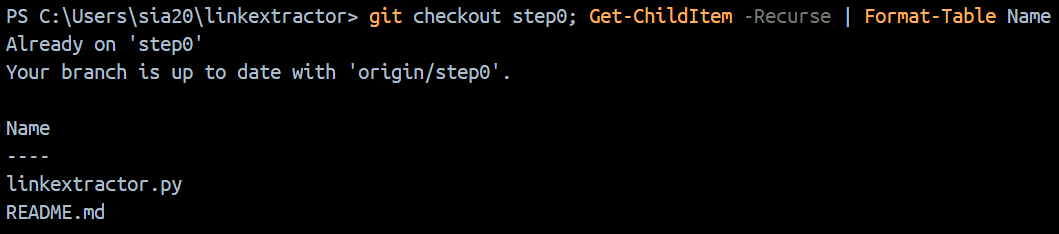 PS C:\Users\sia20\linkextractor> git checkout step0; Get-ChildItem -Recurse | Format-Table Name
Already on 'step0'
Your branch is up to date with 'origin/step0'.
Name
----
linkextractor.py
README.md